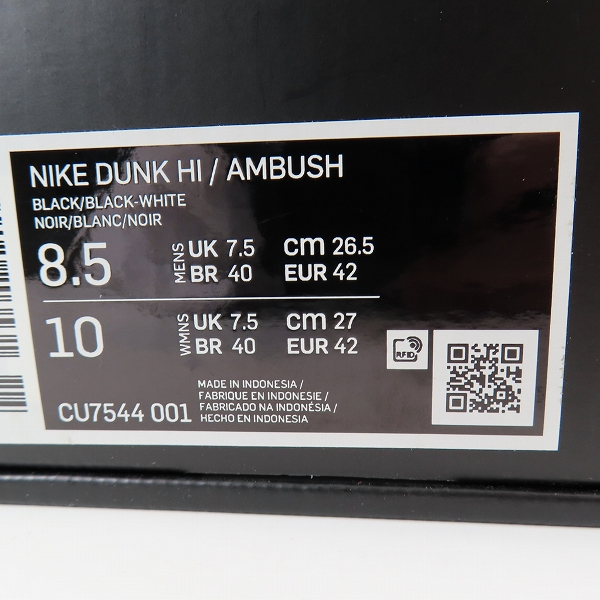 NIKE DUNK HI / AMBUSH
BLACK/BLACK-WHITE
NOIR/BLANC/NOIR
8.5 MENS UK 7.5 cm 26.5
BR 40 EUR 42
10 WMNS UK 7.5 cm 27
BR 40 EUR 42
RFID
CU7544 001
MADE IN INDONESIA /
FABRIQUE EN INDONESIE /
FABRICADO NA INDONÉSIA /
HECHO EN INDONESIA